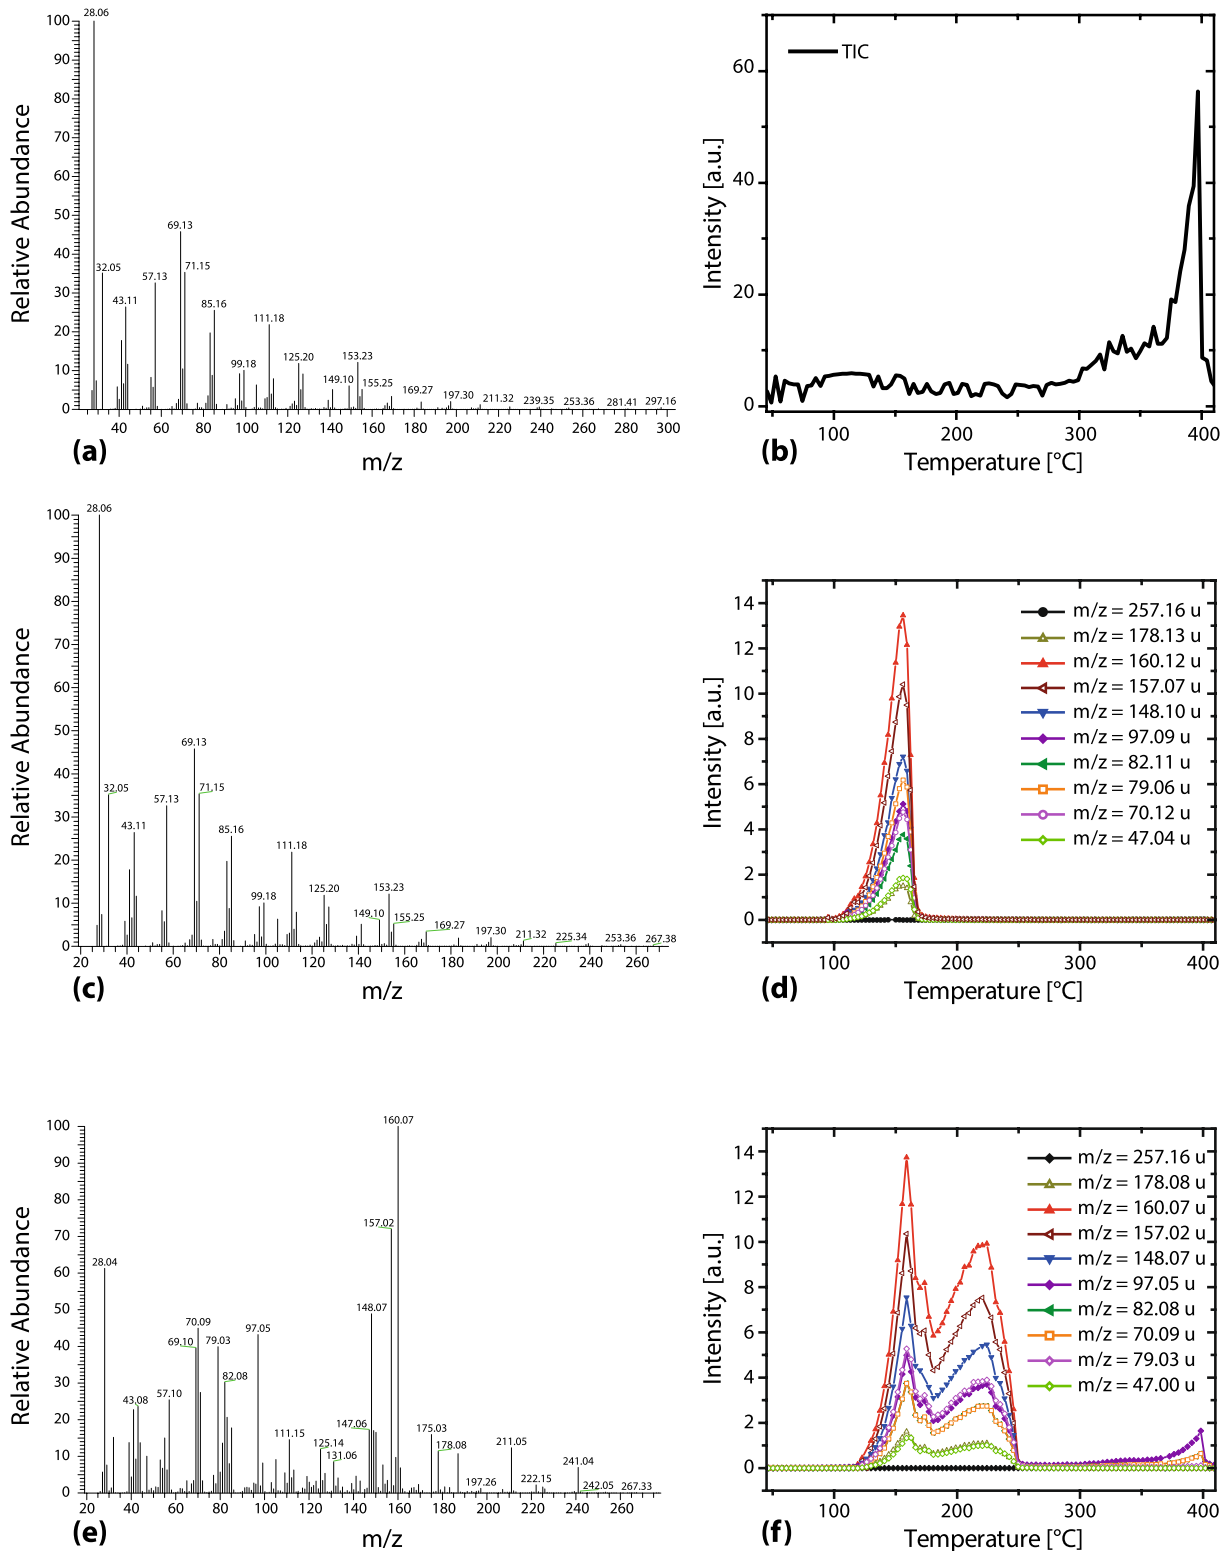 100
90
80
70
60
50
40
30
20
10
0
Relative Abundance
28.06
32.05
43.11
57.13
69.13
71.15
85.16
99.18
111.18
125.20
149.10
153.23
155.25
169.27
197.30
211.32
239.35
253.36
281.41
297.16
40 60 80 100 120 140 160 180 200 220 240 260 280 300
(a)
m/z
60
40
20
0
Intensity [a.u.]
TIC
100 200 300 400
(b)
Temperature [°C]
100
90
80
70
60
50
40
30
20
10
0
Relative Abundance
28.06
32.05
43.11
57.13
69.13
71.15
85.16
99.18
111.18
125.20
149.10
153.23
155.25
169.27
197.30
211.32
225.34
253.36
267.38
20 40 60 80 100 120 140 160 180 200 220 240 260
(c)
m/z
14
12
10
8
6
4
2
0
Intensity [a.u.]
m/z = 257.16 u
m/z = 178.13 u
m/z = 160.12 u
m/z = 157.07 u
m/z = 148.10 u
m/z = 97.09 u
m/z = 82.11 u
m/z = 79.06 u
m/z = 70.12 u
m/z = 47.04 u
100 200 300 400
(d)
Temperature [°C]
100
90
80
70
60
50
40
30
20
10
0
Relative Abundance
28.04
43.08
57.10
69.10
70.09
79.03
82.08
97.05
111.15
125.14
131.06
147.06
148.07
157.02
160.07
175.03
178.08
197.26
211.05
222.15
241.04
242.05
267.33
20 40 60 80 100 120 140 160 180 200 220 240 260
(e)
m/z
14
12
10
8
6
4
2
0
Intensity [a.u.]
m/z = 257.16 u
m/z = 178.08 u
m/z = 160.07 u
m/z = 157.02 u
m/z = 148.07 u
m/z = 97.05 u
m/z = 82.08 u
m/z = 70.09 u
m/z = 79.03 u
m/z = 47.00 u
100 200 300 400
(f)
Temperature [°C]